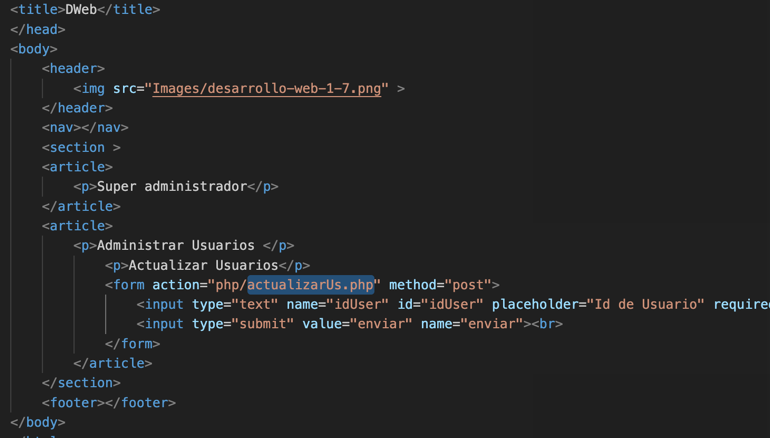 <title>DWeb</title>
</head>
<body>
<header>
<img src="Images/desarrollo-web-1-7.png" >
</header>
<nav></nav>
<section >
<article>
<p>Super administrador</p>
</article>
<article>
<p>Administrar Usuarios </p>
<p>Actualizar Usuarios</p>
<form action="php/actualizarUs.php" method="post">
<input type="text" name="idUser" id="idUser" placeholder="Id de Usuario" require
<input type="submit" value="enviar" name="enviar"><br>
</form>
</article>
</section>
<footer></footer>
</body>